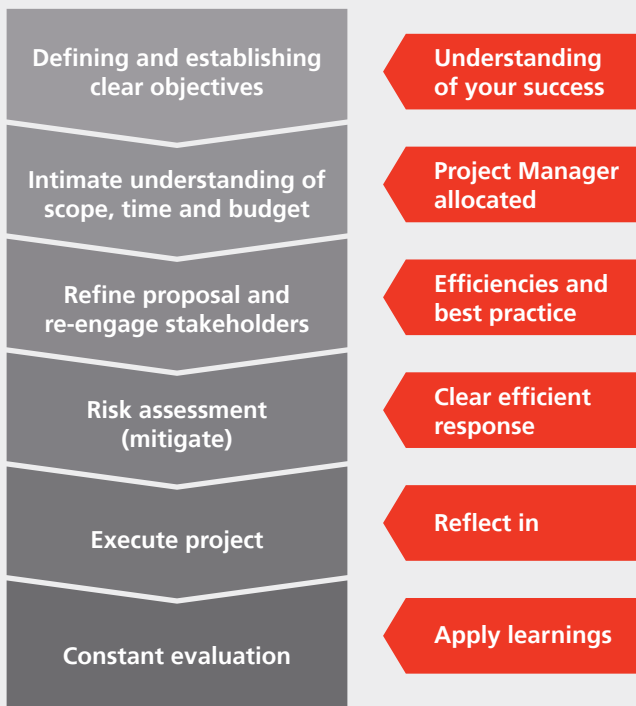 Defining and establishing
clear objectives
Understanding
of your success
Intimate understanding of
scope, time and budget
Project Manager
allocated
Refine proposal and
re-engage stakeholders
Efficiencies and
best practice
Risk assessment
(mitigate)
Clear efficient
response
Execute project
Reflect in
Constant evaluation
Apply learnings